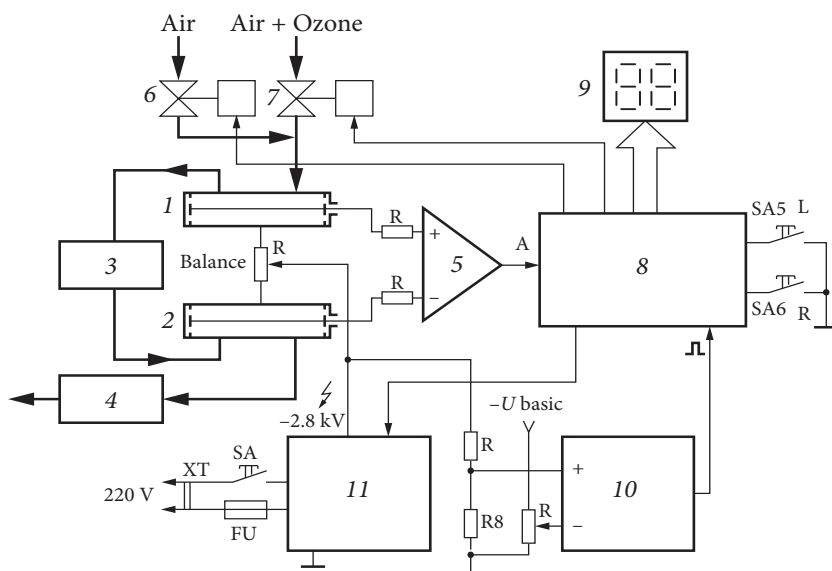 Air
Air + Ozone
6
7
9
1
R
SA5 L
A
3
Balance
R
+
5
–
8
2
R
SA6 R
4
–2.8 kV
–U basic
SA
R
XT
11
+
10
220 V
R8
R
–
FU